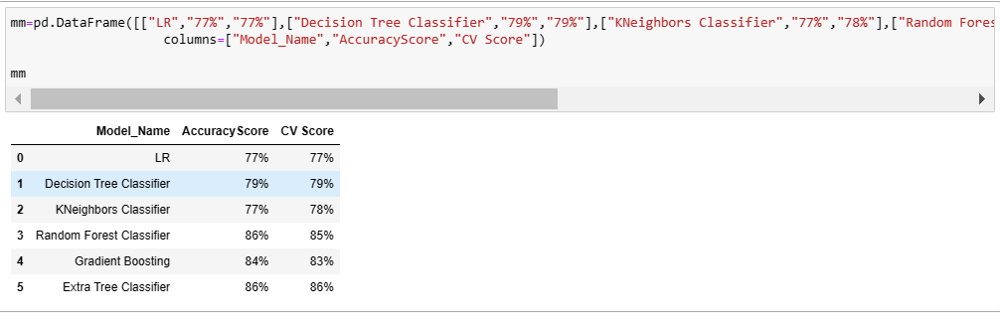 mm=pd.DataFrame([["LR","77%","77%"],["Decision Tree Classifier","79%","79%"],["KNeighbors Classifier","77%","78%"],["Random Fores
columns=["Model_Name","AccuracyScore","CV Score"])
mm
Model_Name AccuracyScore CV Score
0 LR 77% 77%
1 Decision Tree Classifier 79% 79%
2 KNeighbors Classifier 77% 78%
3 Random Forest Classifier 86% 85%
4 Gradient Boosting 84% 83%
5 Extra Tree Classifier 86% 86%